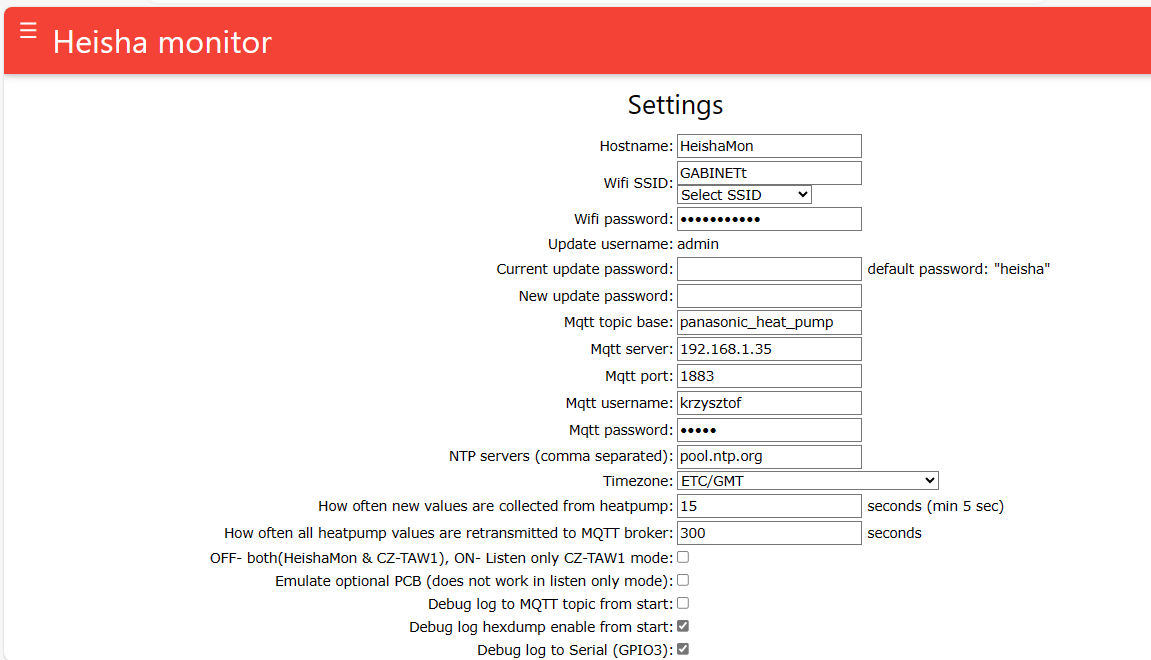 ☰ Heisha monitor
Settings
Hostname: HeishaMon
Wifi SSID: GABINETt
Select SSID
Wifi password: •••••••••••
Update username: admin
Current update password: default password: "heisha"
New update password:
Mqtt topic base: panasonic_heat_pump
Mqtt server: 192.168.1.35
Mqtt port: 1883
Mqtt username: krzysztof
Mqtt password: •••••
NTP servers (comma separated): pool.ntp.org
Timezone: ETC/GMT
How often new values are collected from heatpump: 15 seconds (min 5 sec)
How often all heatpump values are retransmitted to MQTT broker: 300 seconds
OFF- both(HeishaMon & CZ-TAW1), ON- Listen only CZ-TAW1 mode:
Emulate optional PCB (does not work in listen only mode):
Debug log to MQTT topic from start:
Debug log hexdump enable from start:
Debug log to Serial (GPIO3):